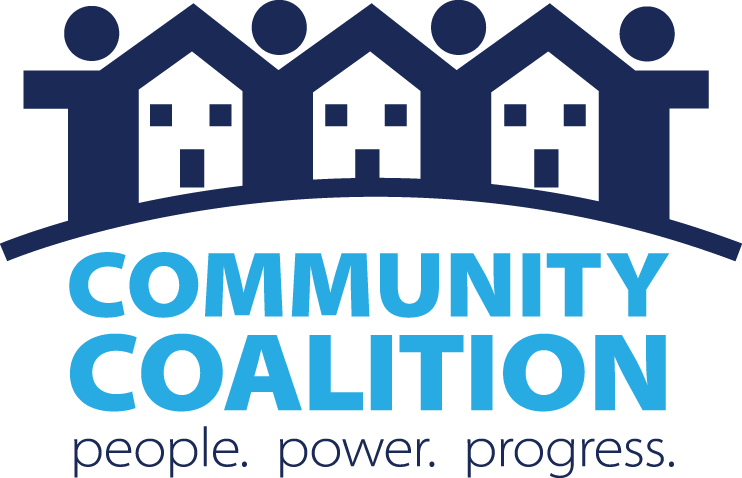 COMMUNITY
COALITION
people. power. progress.